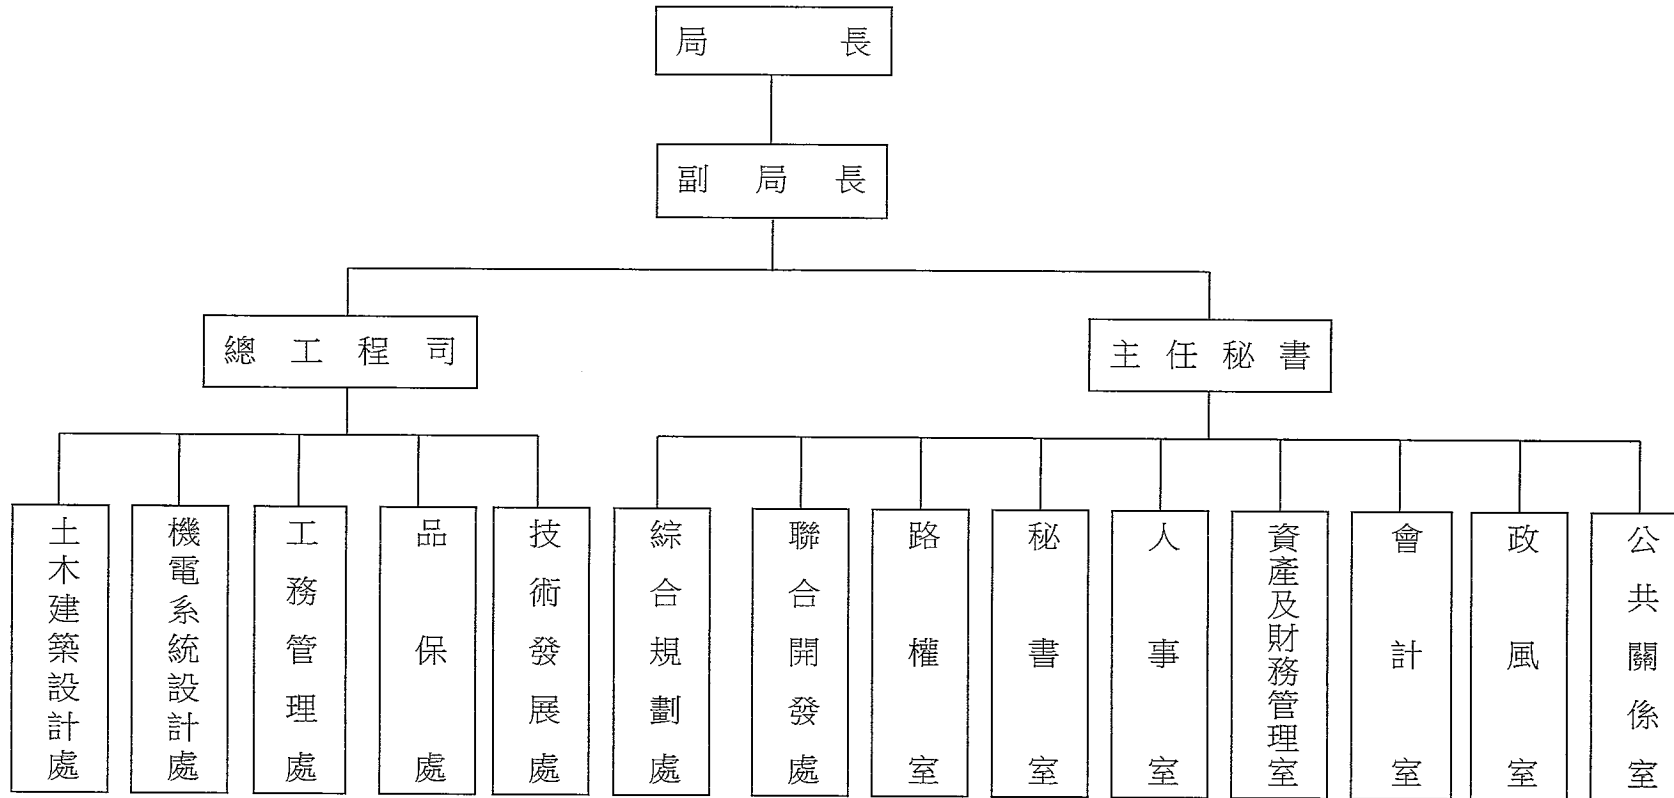 局長
副局長
總工程司
主任秘書
土木建築設計處
機電系統設計處
工務管理處
品保處
技術發展處
綜合規劃處
聯合開發處
路權室
秘書室
人事室
資產及財務管理室
會計室
政風室
公共關係室